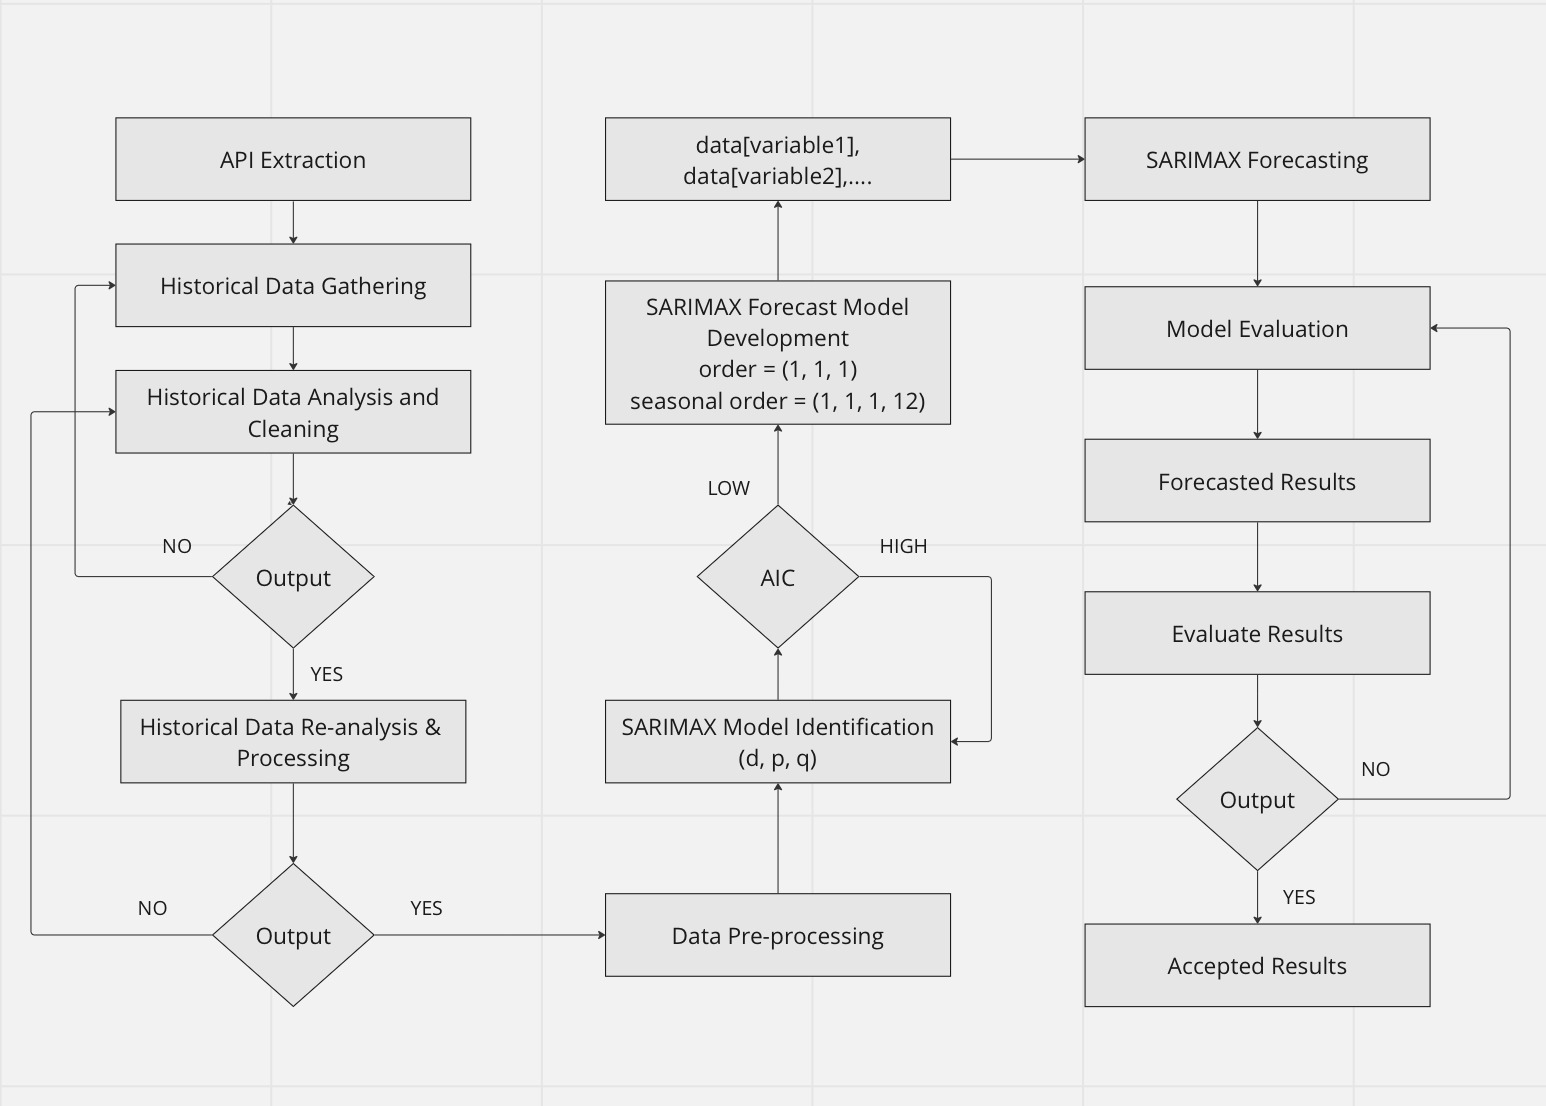 API Extraction
Historical Data Gathering
Historical Data Analysis and
Cleaning
NO
Output
YES
Historical Data Re-analysis &
Processing
NO
Output
YES
data[variable1],
data[variable2],....
SARIMAX Forecast Model
Development
order = (1, 1, 1)
seasonal order = (1, 1, 1, 12)
LOW
HIGH
AIC
SARIMAX Model Identification
(d, p, q)
Data Pre-processing
SARIMAX Forecasting
Model Evaluation
Forecasted Results
Evaluate Results
NO
Output
YES
Accepted Results